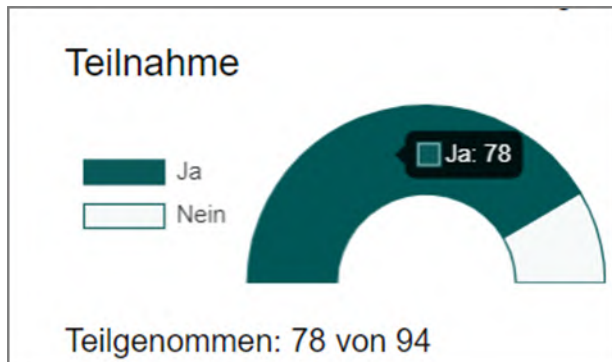 Teilnahme
Ja: 78
Ja
Nein
Teilgenommen: 78 von 94